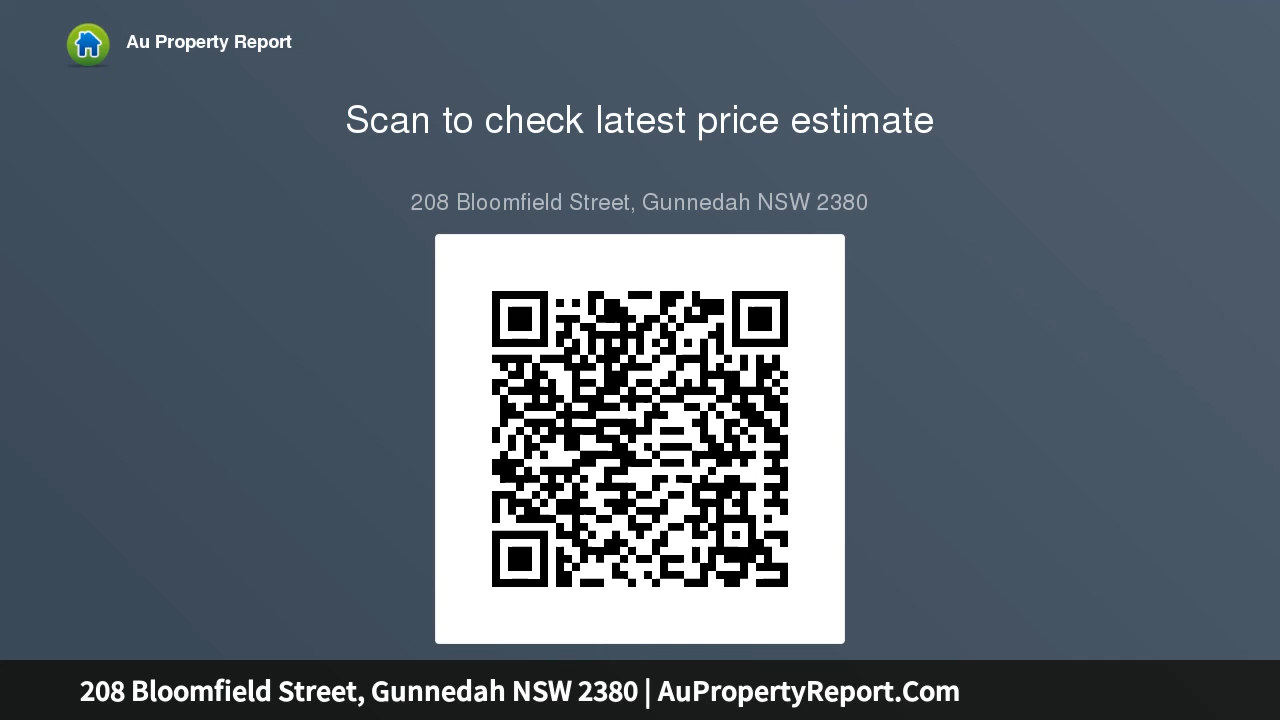 Au Property Report
Scan to check latest price estimate
208 Bloomfield Street, Gunnedah NSW 2380
208 Bloomfield Street, Gunnedah NSW 2380 | AuPropertyReport.Com